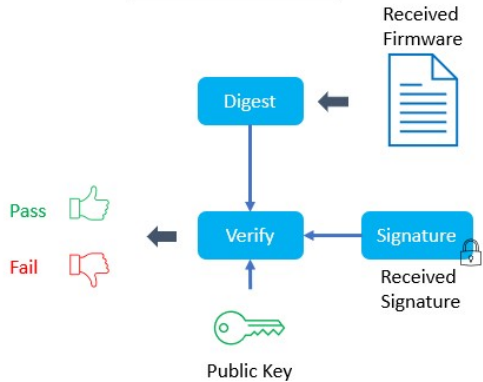 Received
Firmware
Digest
Pass
Verify
Signature
Fail
Received
Signature
Public Key